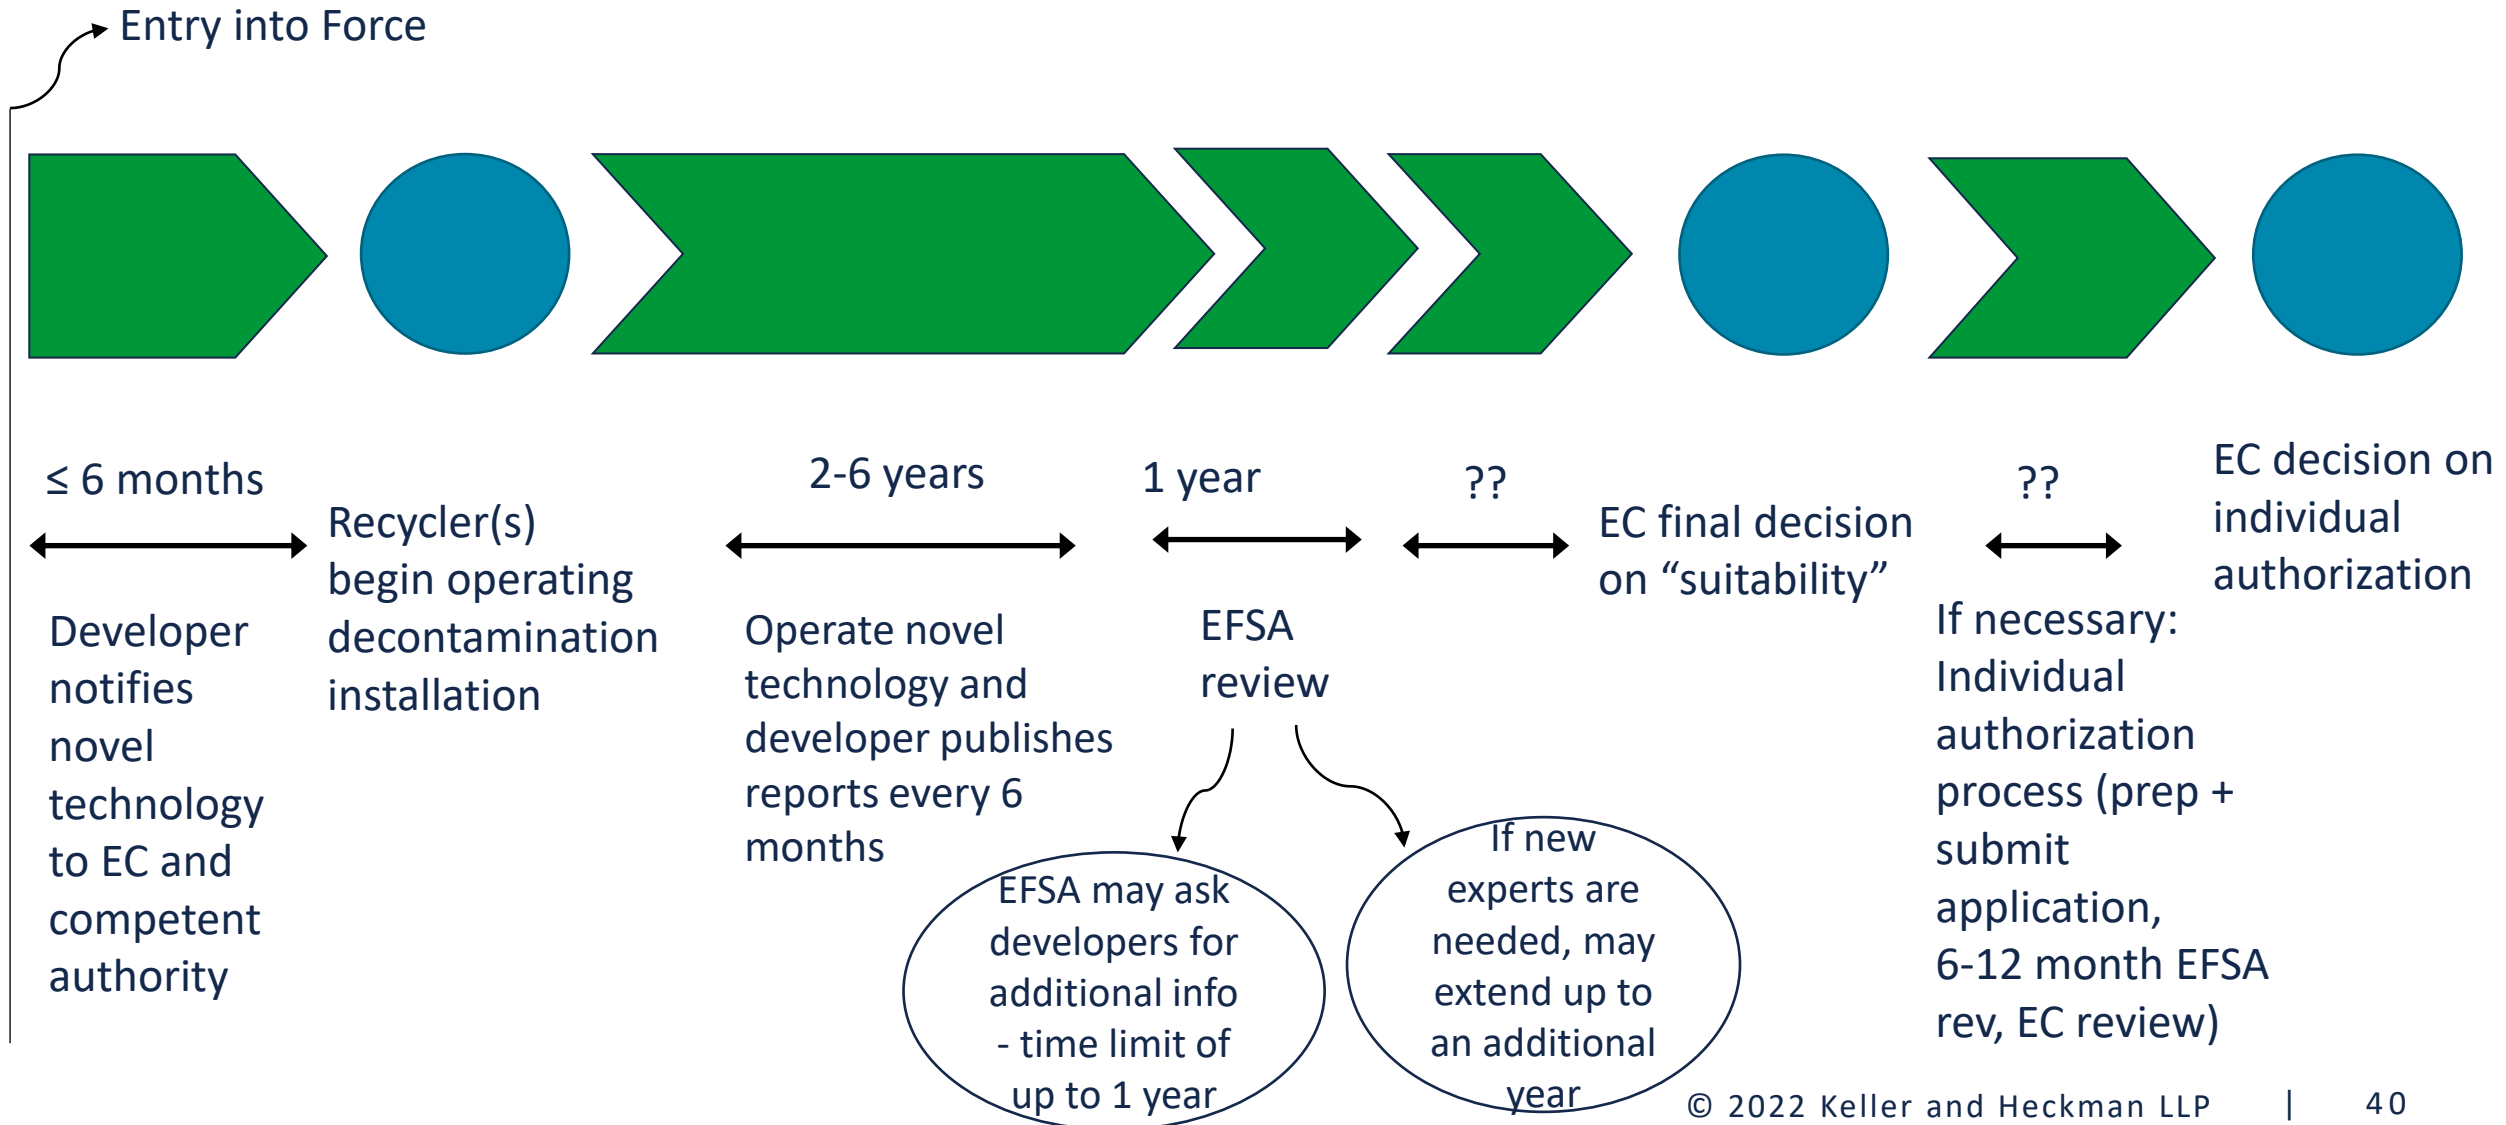 Entry into Force
≤ 6 months
Developer
notifies
novel
technology
to EC and
competent
authority
Recycler(s)
begin operating
decontamination
installation
2-6 years
Operate novel
technology and
developer publishes
reports every 6
months
1 year
EFSA
review
EFSA may ask
developers for
additional info
- time limit of
up to 1 year
If new
experts are
needed, may
extend up to
an additional
year
??
EC final decision
on “suitability”
??
If necessary:
Individual
authorization
process (prep +
submit
application,
6-12 month EFSA
rev, EC review)
EC decision on
individual
authorization
© 2022 Keller and Heckman LLP | 40